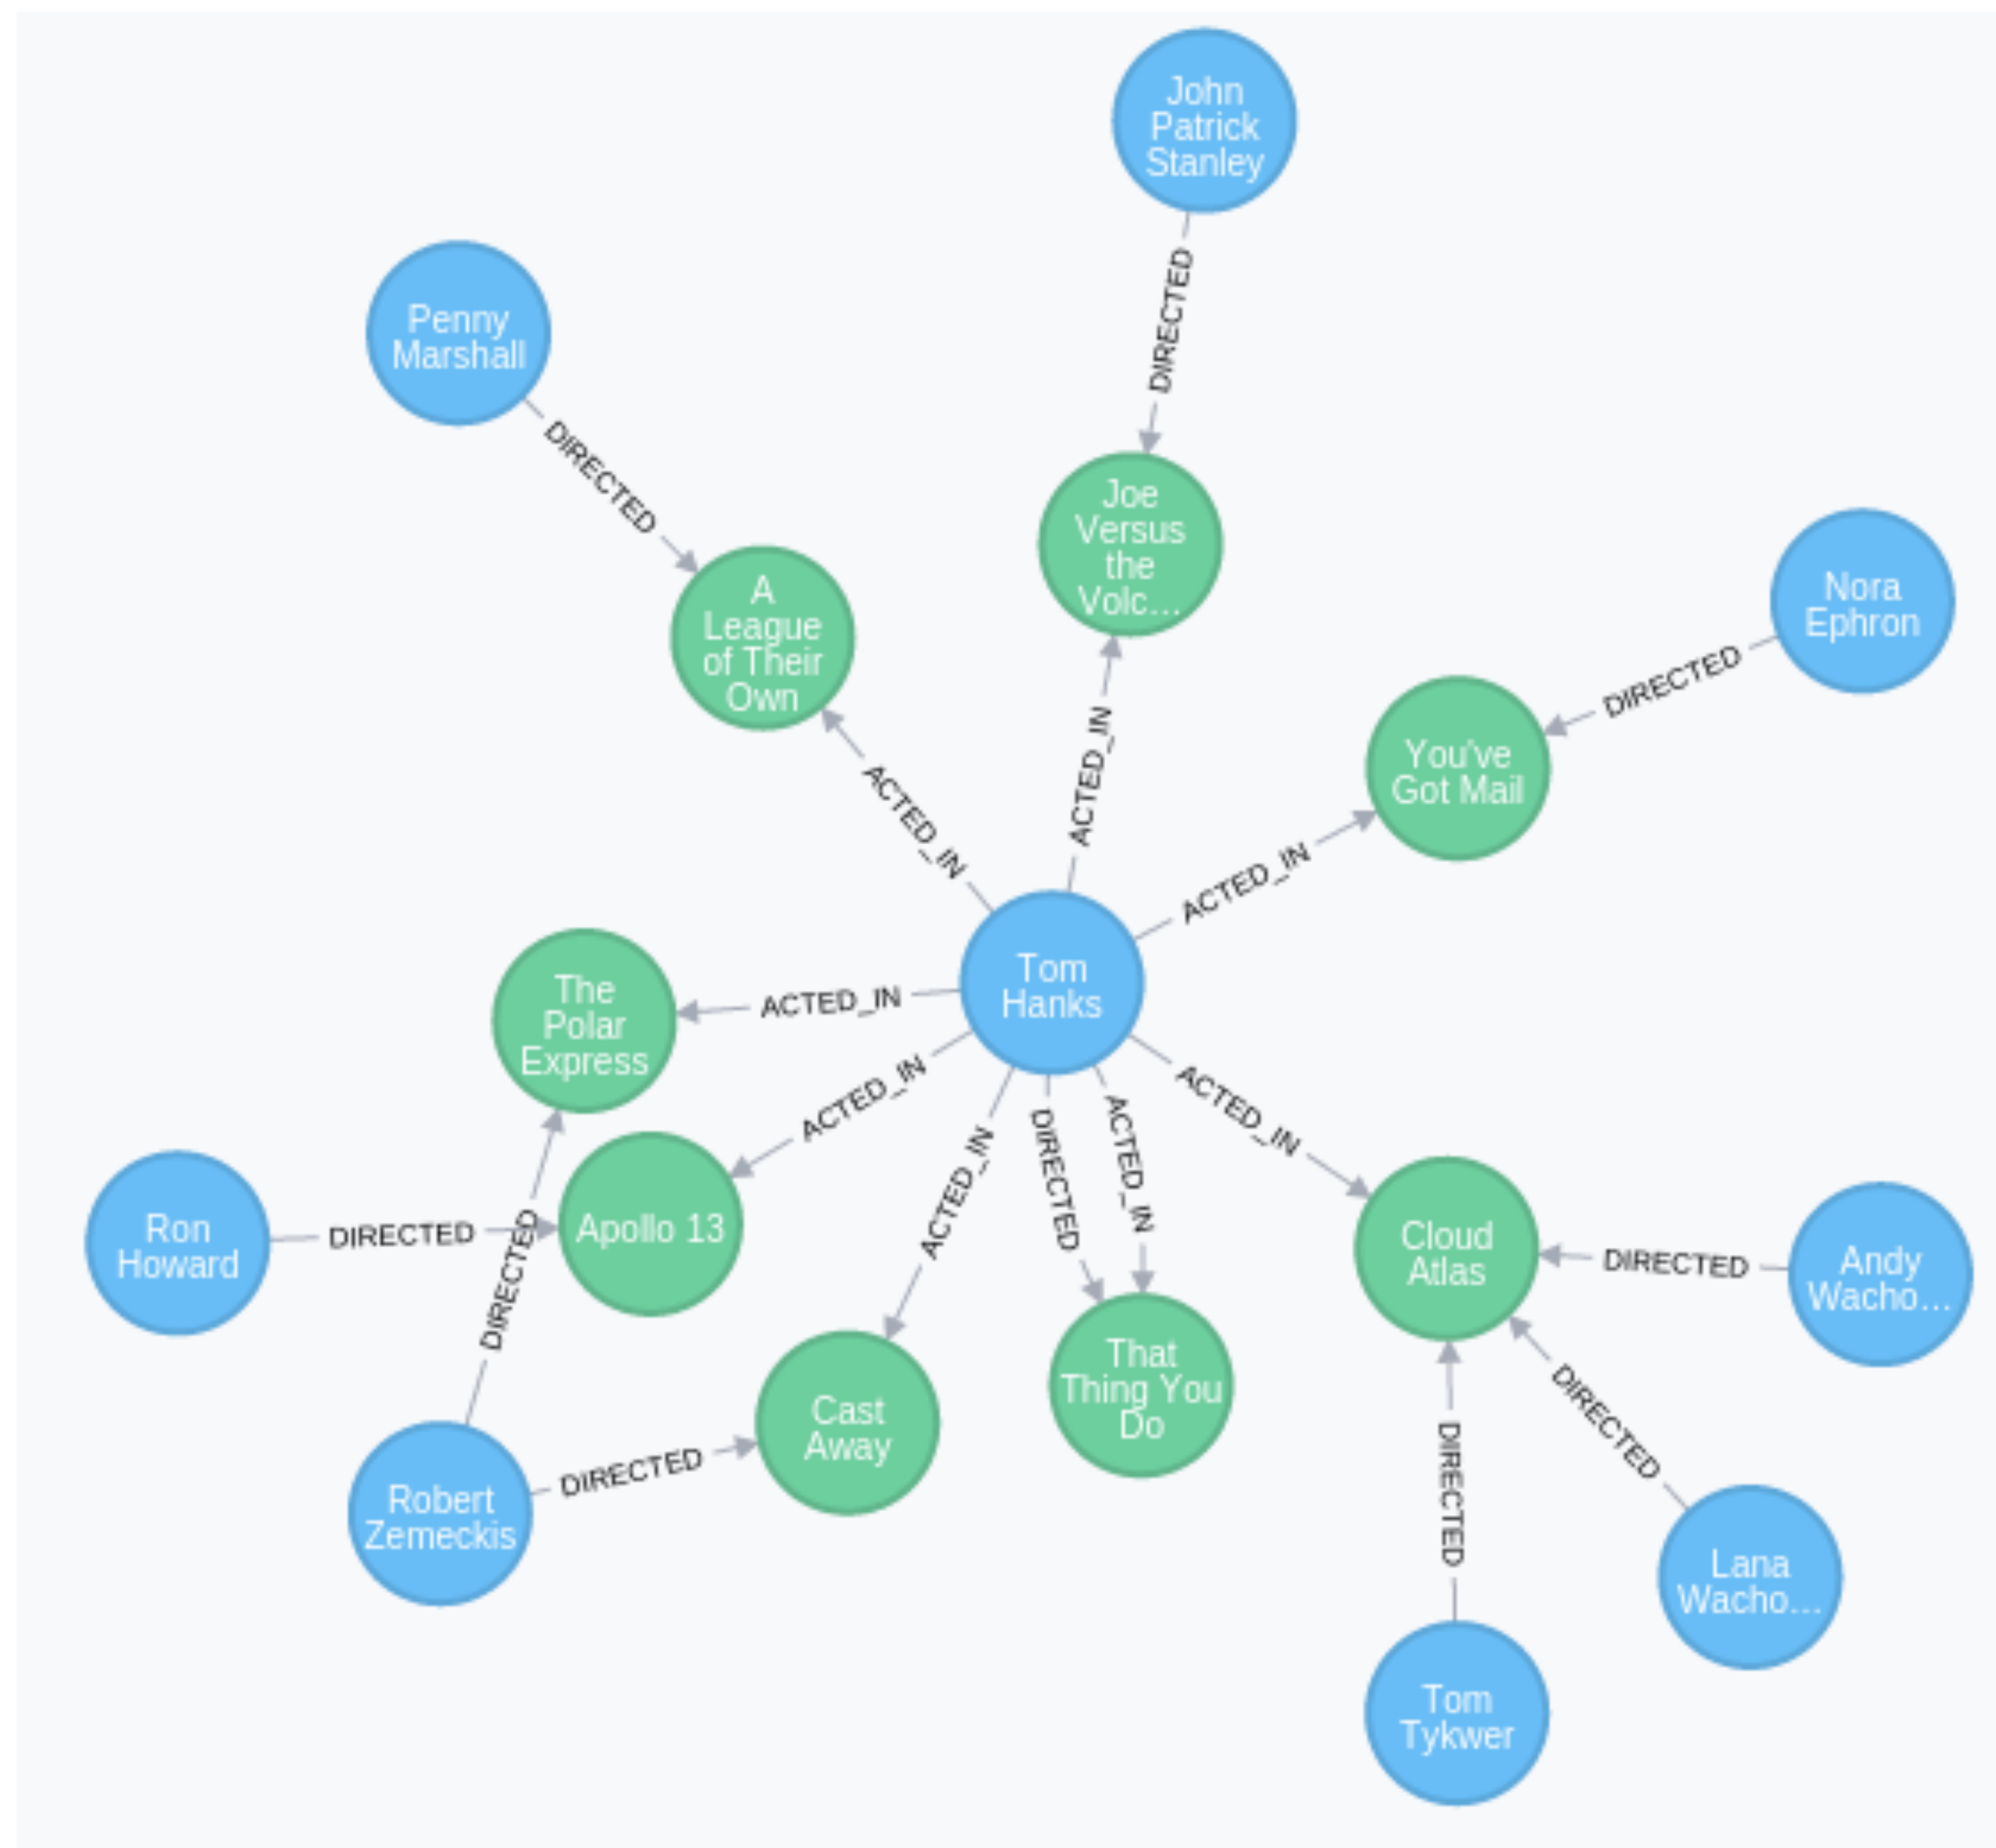 John
Patrick
Stanley
DIRECTED
Penny
Marshall
DIRECTED
Joe
Versus
the
Volc...
A
League
of Their
Own
Nora
Ephron
DIRECTED
You've
Got Mail
ACTED_IN
ACTED_IN
ACTED_IN
Tom
Hanks
The
Polar
Express
ACTED_IN
ACTED_IN
ACTED_IN
DIRECTED
ACTED_IN
ACTED_IN
Ron
Howard
DIRECTED
DIRECTED
Apollo 13
Cloud
Atlas
DIRECTED
Andy
Wacho...
Cast
Away
That
Thing You
Do
DIRECTED
DIRECTED
Robert
Zemeckis
DIRECTED
Lana
Wacho...
Tom
Tykwer